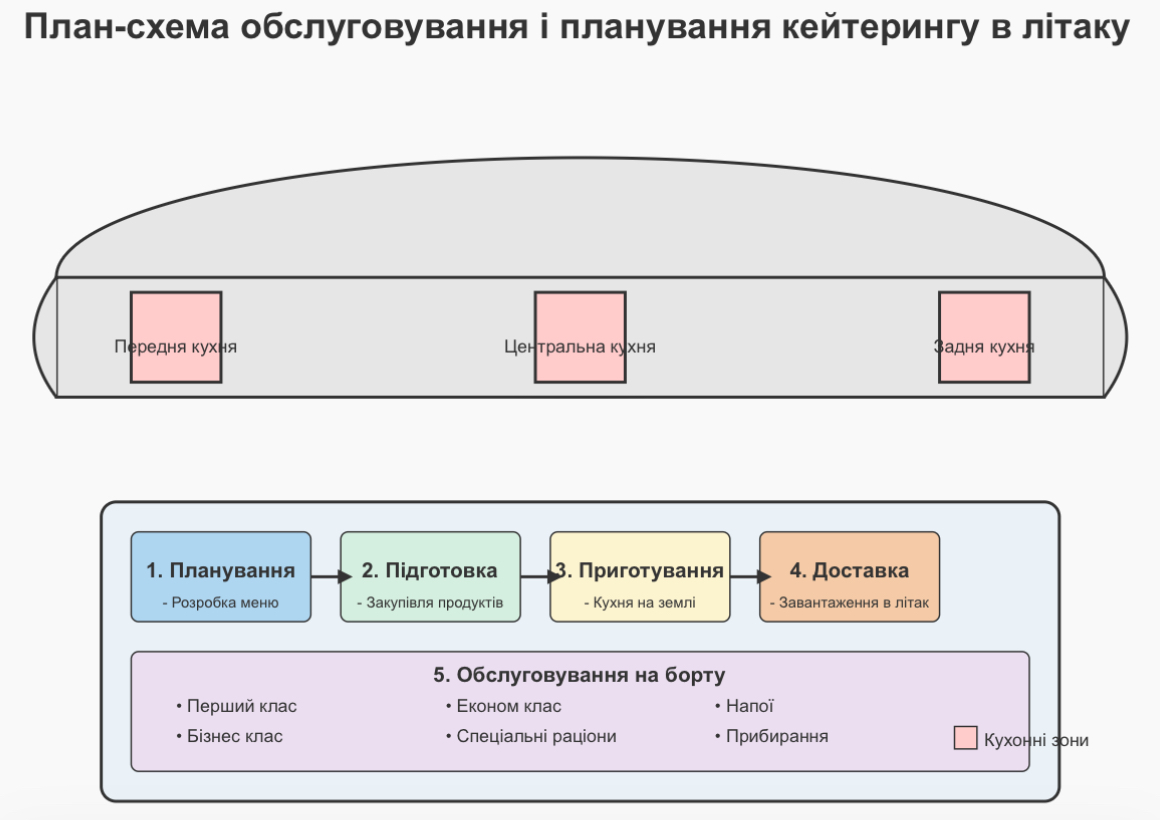 План-схема обслуговування і планування кейтерингу в літаку
Передня кухня
Центральна кухня
Задня кухня
1. Планування
- Розробка меню
2. Підготовка
- Закупівля продуктів
3. Приготування
- Кухня на землі
4. Доставка
- Завантаження в літак
5. Обслуговування на борту
• Перший клас
• Економ клас
• Напої
• Бізнес клас
• Спеціальні раціони
• Прибирання
Кухонні зони